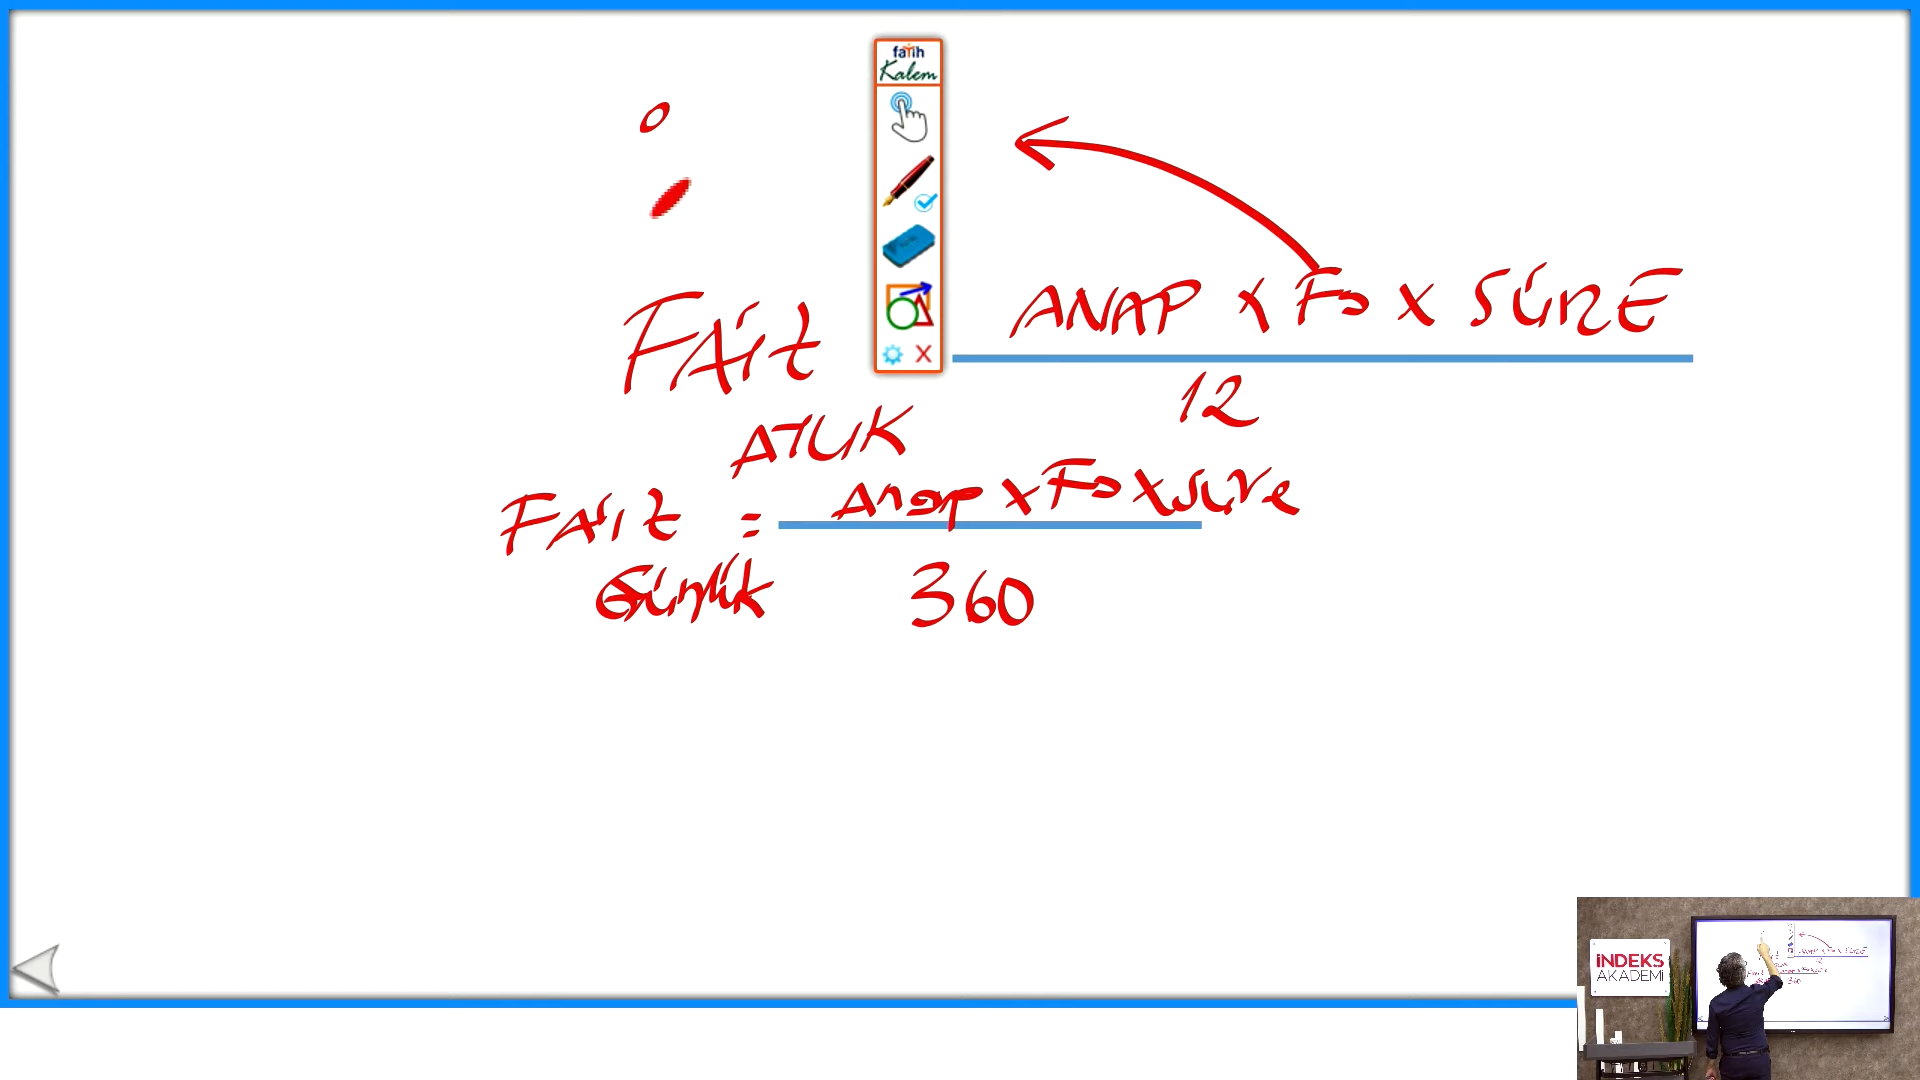 fatih
Kalem
FAİZ ANAP x Fo x SÜRE
12
AYLIK
FAİZ = Anap x Fo x süre
Günlük 360
İNDEKS
AKADEMİ